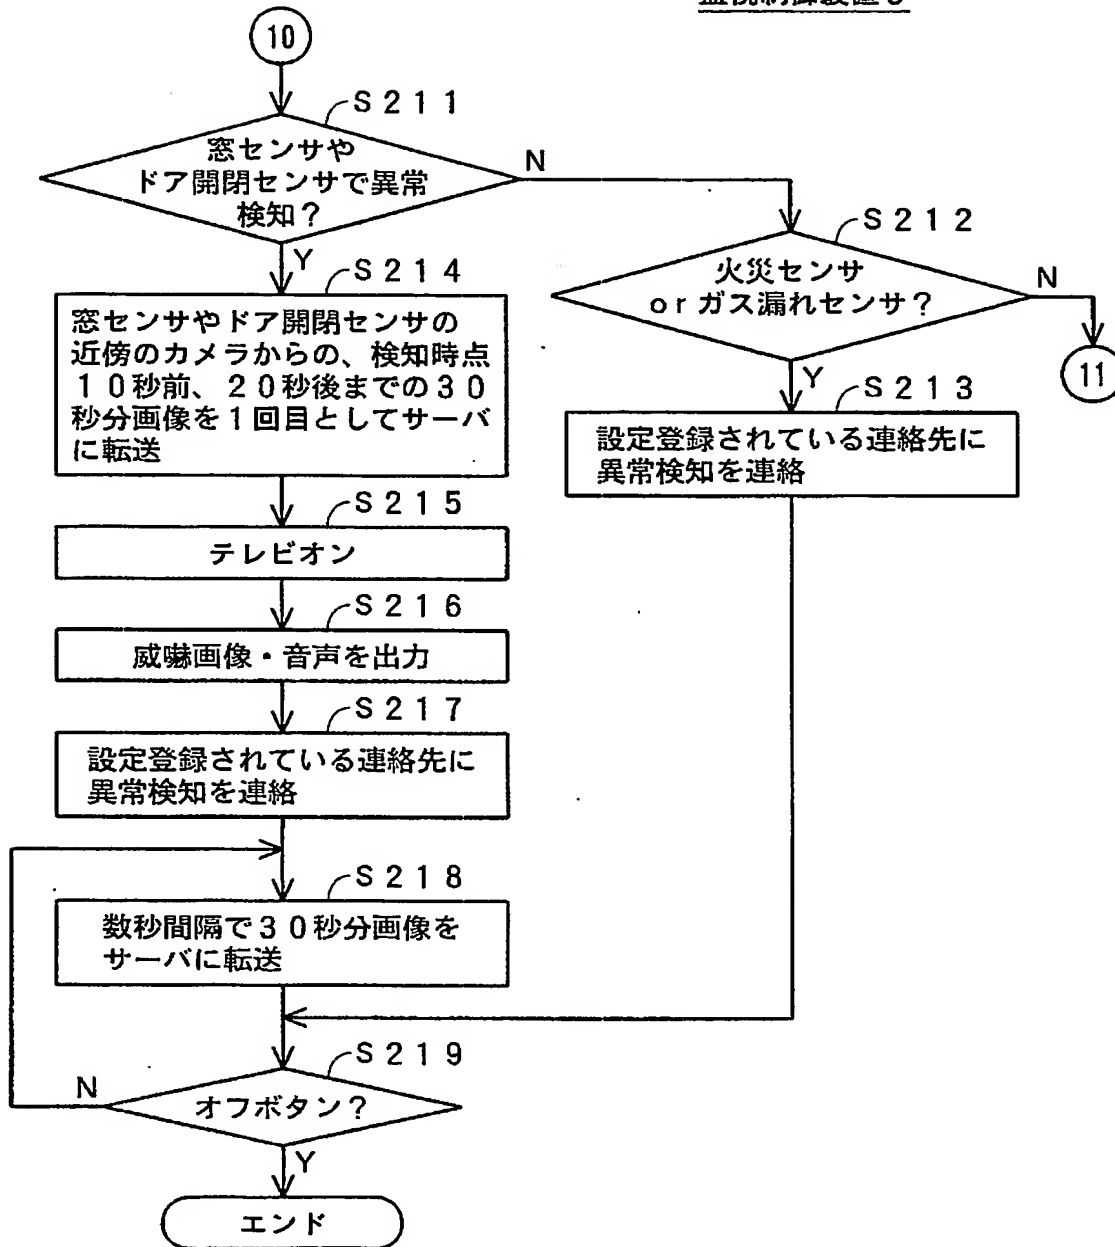 監視制御装置
10
S211
窓センサや
ドア開閉センサで異常
検知？
N
Y
S212
火災センサ
orガス漏れセンサ？
N
11
Y
S214
窓センサやドア開閉センサの
近傍のカメラからの、検知時点
10秒前、20秒後までの30
秒分画像を1回目としてサーバ
に転送
S213
設定登録されている連絡先に
異常検知を連絡
S215
テレビオン
S216
威嚇画像・音声を出力
S217
設定登録されている連絡先に
異常検知を連絡
S218
数秒間隔で30秒分画像を
サーバに転送
S219
オフボタン？
N
Y
エンド